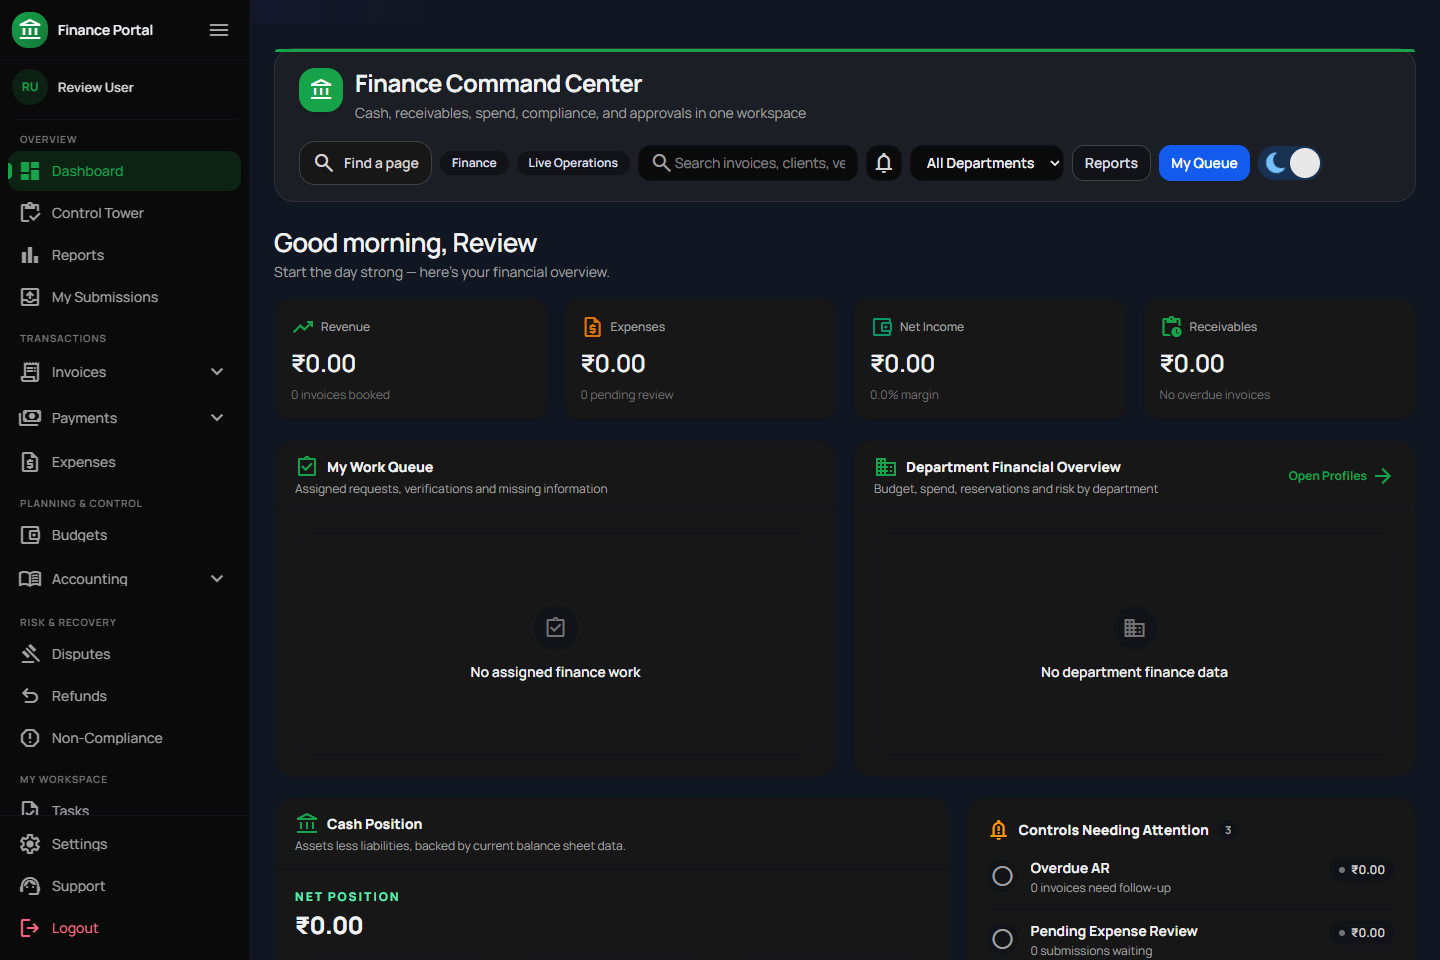 Finance Portal
RU
Review User
OVERVIEW
Dashboard
Control Tower
Reports
My Submissions
TRANSACTIONS
Invoices
Payments
Expenses
PLANNING & CONTROL
Budgets
Accounting
RISK & RECOVERY
Disputes
Refunds
Non-Compliance
MY WORKSPACE
Tasks
Settings
Support
Logout
Finance Command Center
Cash, receivables, spend, compliance, and approvals in one workspace
Find a page
Finance
Live Operations
Search invoices, clients, ve
All Departments
Reports
My Queue
Good morning, Review
Start the day strong — here's your financial overview.
Revenue
₹0.00
0 invoices booked
Expenses
₹0.00
0 pending review
Net Income
₹0.00
0.0% margin
Receivables
₹0.00
No overdue invoices
My Work Queue
Assigned requests, verifications and missing information
No assigned finance work
Department Financial Overview
Budget, spend, reservations and risk by department
Open Profiles
No department finance data
Cash Position
Assets less liabilities, backed by current balance sheet data.
NET POSITION
₹0.00
Controls Needing Attention 3
Overdue AR
0 invoices need follow-up
₹0.00
Pending Expense Review
0 submissions waiting
₹0.00